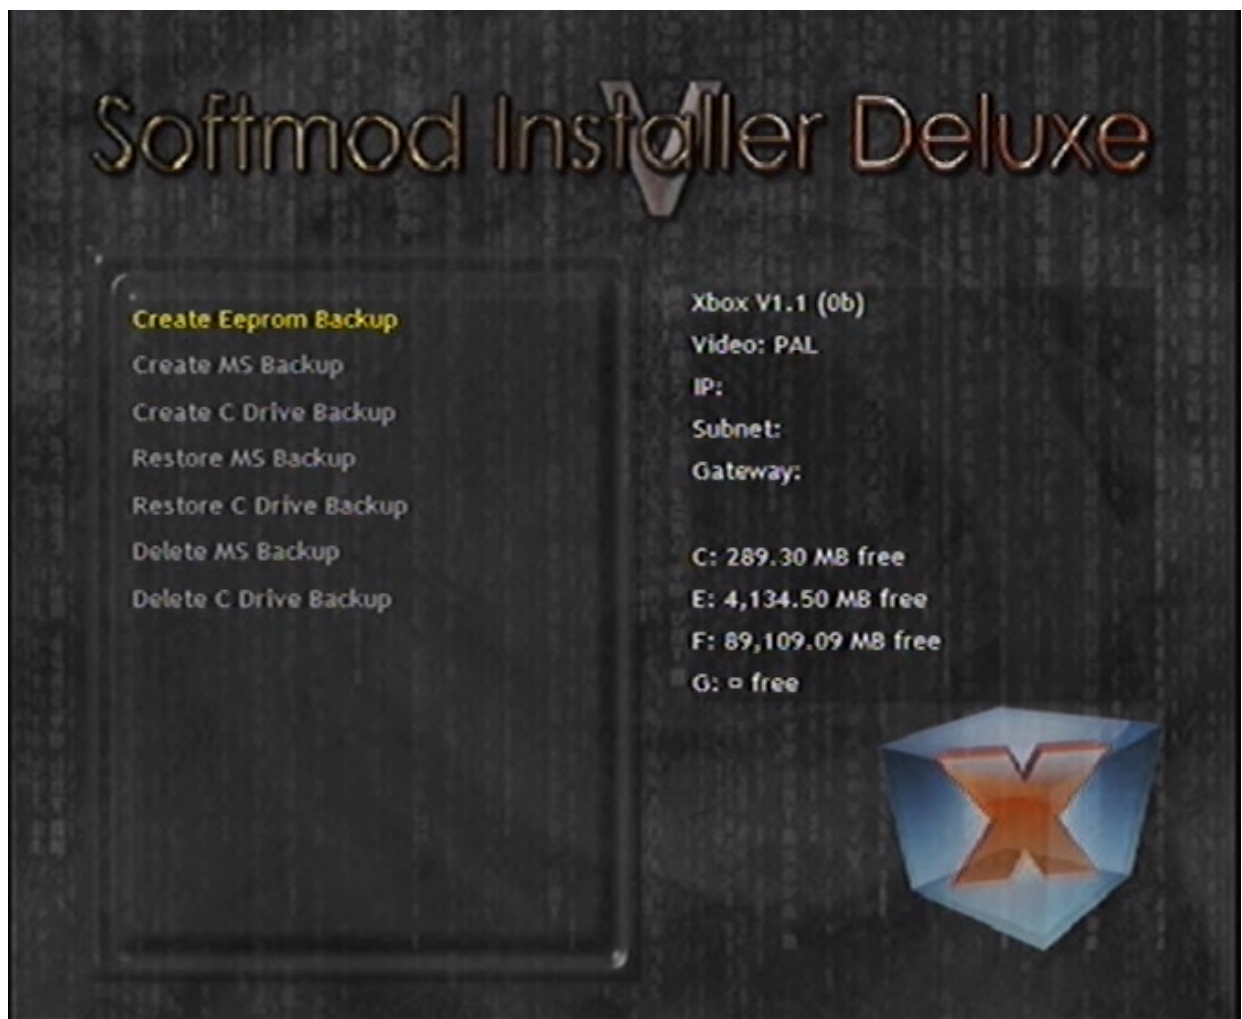 Softmod Installer Deluxe
V
Create Eeprom Backup
Create MS Backup
Create C Drive Backup
Restore MS Backup
Restore C Drive Backup
Delete MS Backup
Delete C Drive Backup
Xbox V1.1 (0b)
Video: PAL
IP:
Subnet:
Gateway:
C: 289.30 MB free
E: 4,134.50 MB free
F: 89,109.09 MB free
G: ¤ free
X